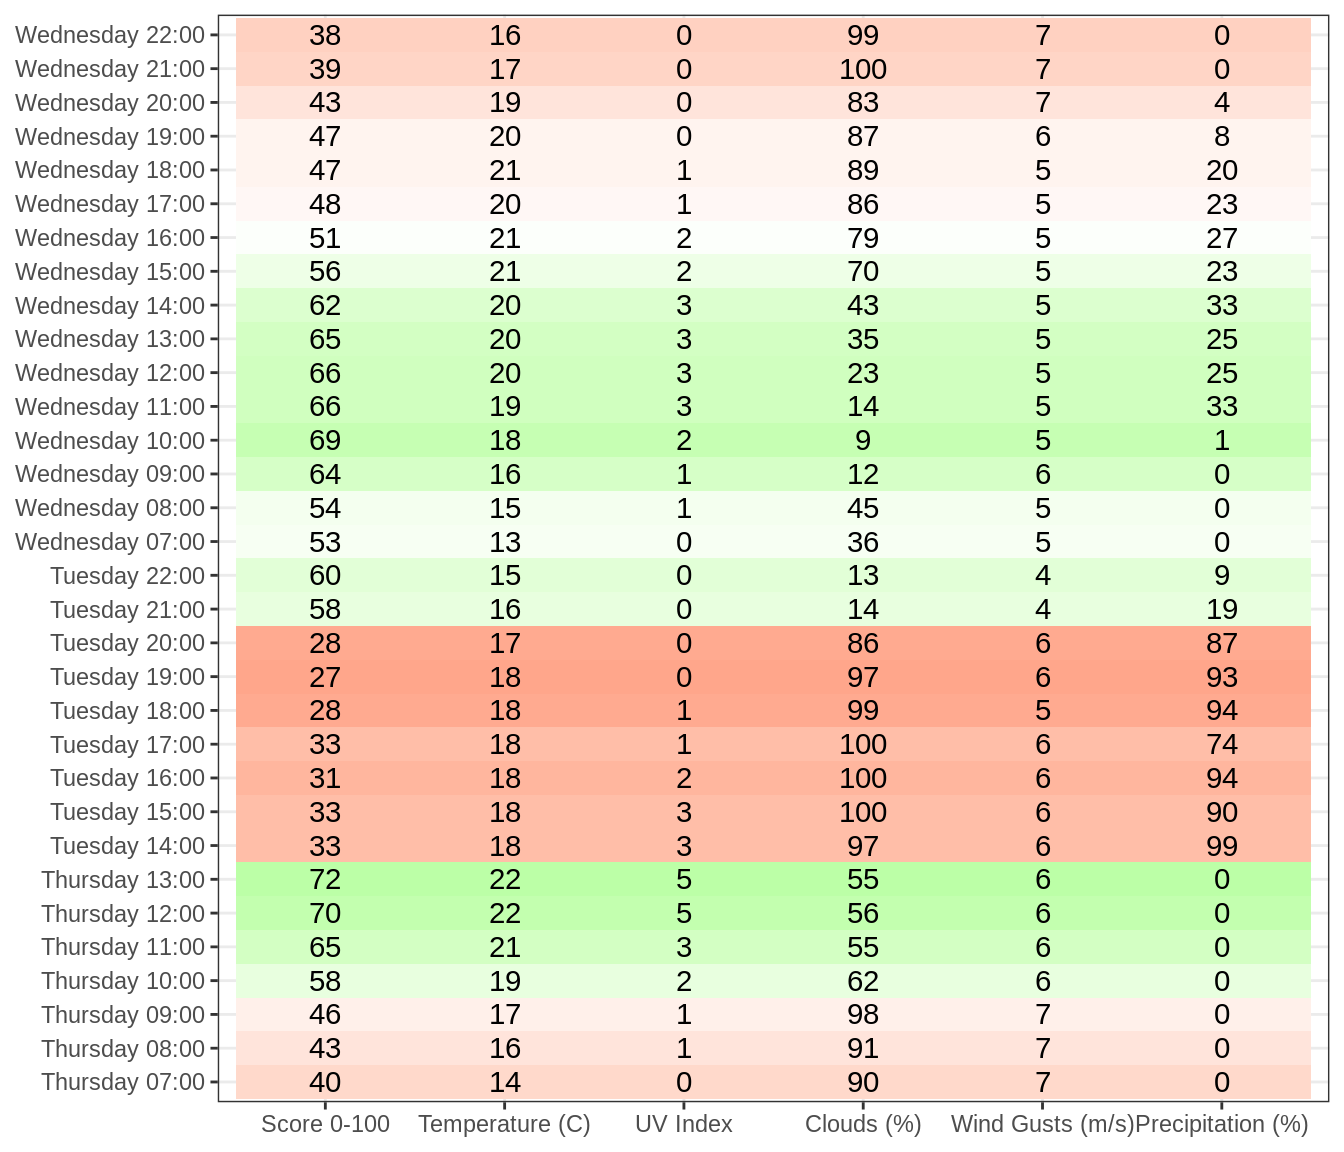 Wednesday 22:00 38 16 0 99 7 0
Wednesday 21:00 39 17 0 100 7 0
Wednesday 20:00 43 19 0 83 7 4
Wednesday 19:00 47 20 0 87 6 8
Wednesday 18:00 47 21 1 89 5 20
Wednesday 17:00 48 20 1 86 5 23
Wednesday 16:00 51 21 2 79 5 27
Wednesday 15:00 56 21 2 70 5 23
Wednesday 14:00 62 20 3 43 5 33
Wednesday 13:00 65 20 3 35 5 25
Wednesday 12:00 66 20 3 23 5 25
Wednesday 11:00 66 19 3 14 5 33
Wednesday 10:00 69 18 2 9 5 1
Wednesday 09:00 64 16 1 12 6 0
Wednesday 08:00 54 15 1 45 5 0
Wednesday 07:00 53 13 0 36 5 0
Tuesday 22:00 60 15 0 13 4 9
Tuesday 21:00 58 16 0 14 4 19
Tuesday 20:00 28 17 0 86 6 87
Tuesday 19:00 27 18 0 97 6 93
Tuesday 18:00 28 18 1 99 5 94
Tuesday 17:00 33 18 1 100 6 74
Tuesday 16:00 31 18 2 100 6 94
Tuesday 15:00 33 18 3 100 6 90
Tuesday 14:00 33 18 3 97 6 99
Thursday 13:00 72 22 5 55 6 0
Thursday 12:00 70 22 5 56 6 0
Thursday 11:00 65 21 3 55 6 0
Thursday 10:00 58 19 2 62 6 0
Thursday 09:00 46 17 1 98 7 0
Thursday 08:00 43 16 1 91 7 0
Thursday 07:00 40 14 0 90 7 0
Score 0-100 Temperature (C) UV Index Clouds (%) Wind Gusts (m/s) Precipitation (%)